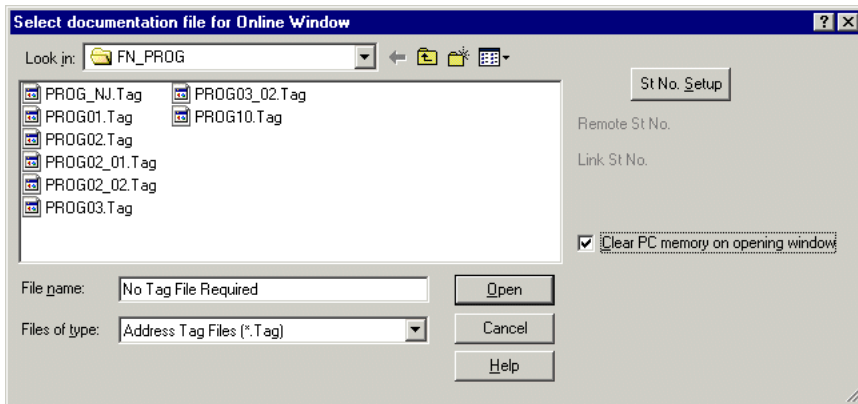 Select documentation file for Online Window
Look in: FN_PROG
St No. Setup
PROG_NJ.Tag
PROG01.Tag
PROG02.Tag
PROG02_01.Tag
PROG02_02.Tag
PROG03.Tag
PROG03_02.Tag
PROG10.Tag
Remote St No.
Link St No.
Clear PC memory on opening window
File name: No Tag File Required
Open
Files of type: Address Tag Files (*.Tag)
Cancel
Help